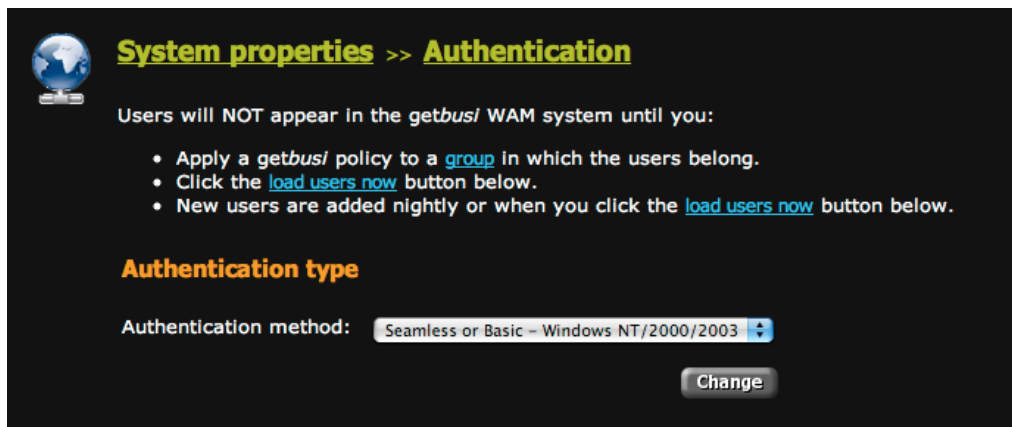 System properties >> Authentication
Users will NOT appear in the getbusi WAM system until you:
• Apply a getbusi policy to a group in which the users belong.
• Click the load users now button below.
• New users are added nightly or when you click the load users now button below.
Authentication type
Authentication method: Seamless or Basic – Windows NT/2000/2003
Change